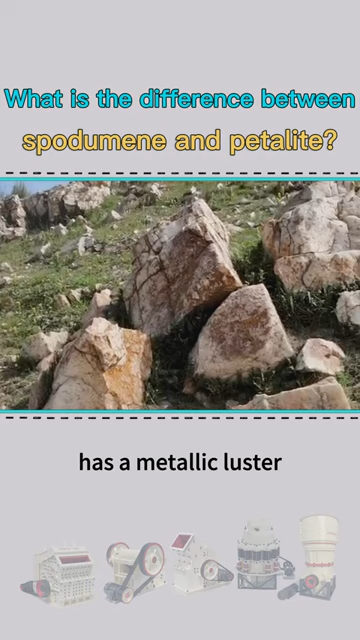 What is the difference between
spodumene and petalite?
has a metallic luster